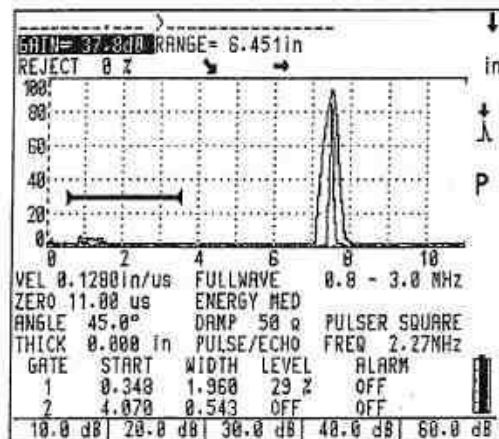 GAIN= 37.8dB RANGE= 6.451in
REJECT 0 %
in
100
80
60
40
20
0
P
0 2 4 6 8 10
VEL 0.1280in/us FULLWAVE 0.8 - 3.0 MHz
ZERO 11.00 us ENERGY MED
ANGLE 45.0° DAMP 50 Ω PULSER SQUARE
THICK 0.000 in PULSE/ECHO FREQ 2.27MHz
GATE START WIDTH LEVEL ALARM
1 0.348 1.960 29 % OFF
2 4.070 0.543 OFF OFF
10.0 dB 20.0 dB 30.0 dB 40.0 dB 60.0 dB